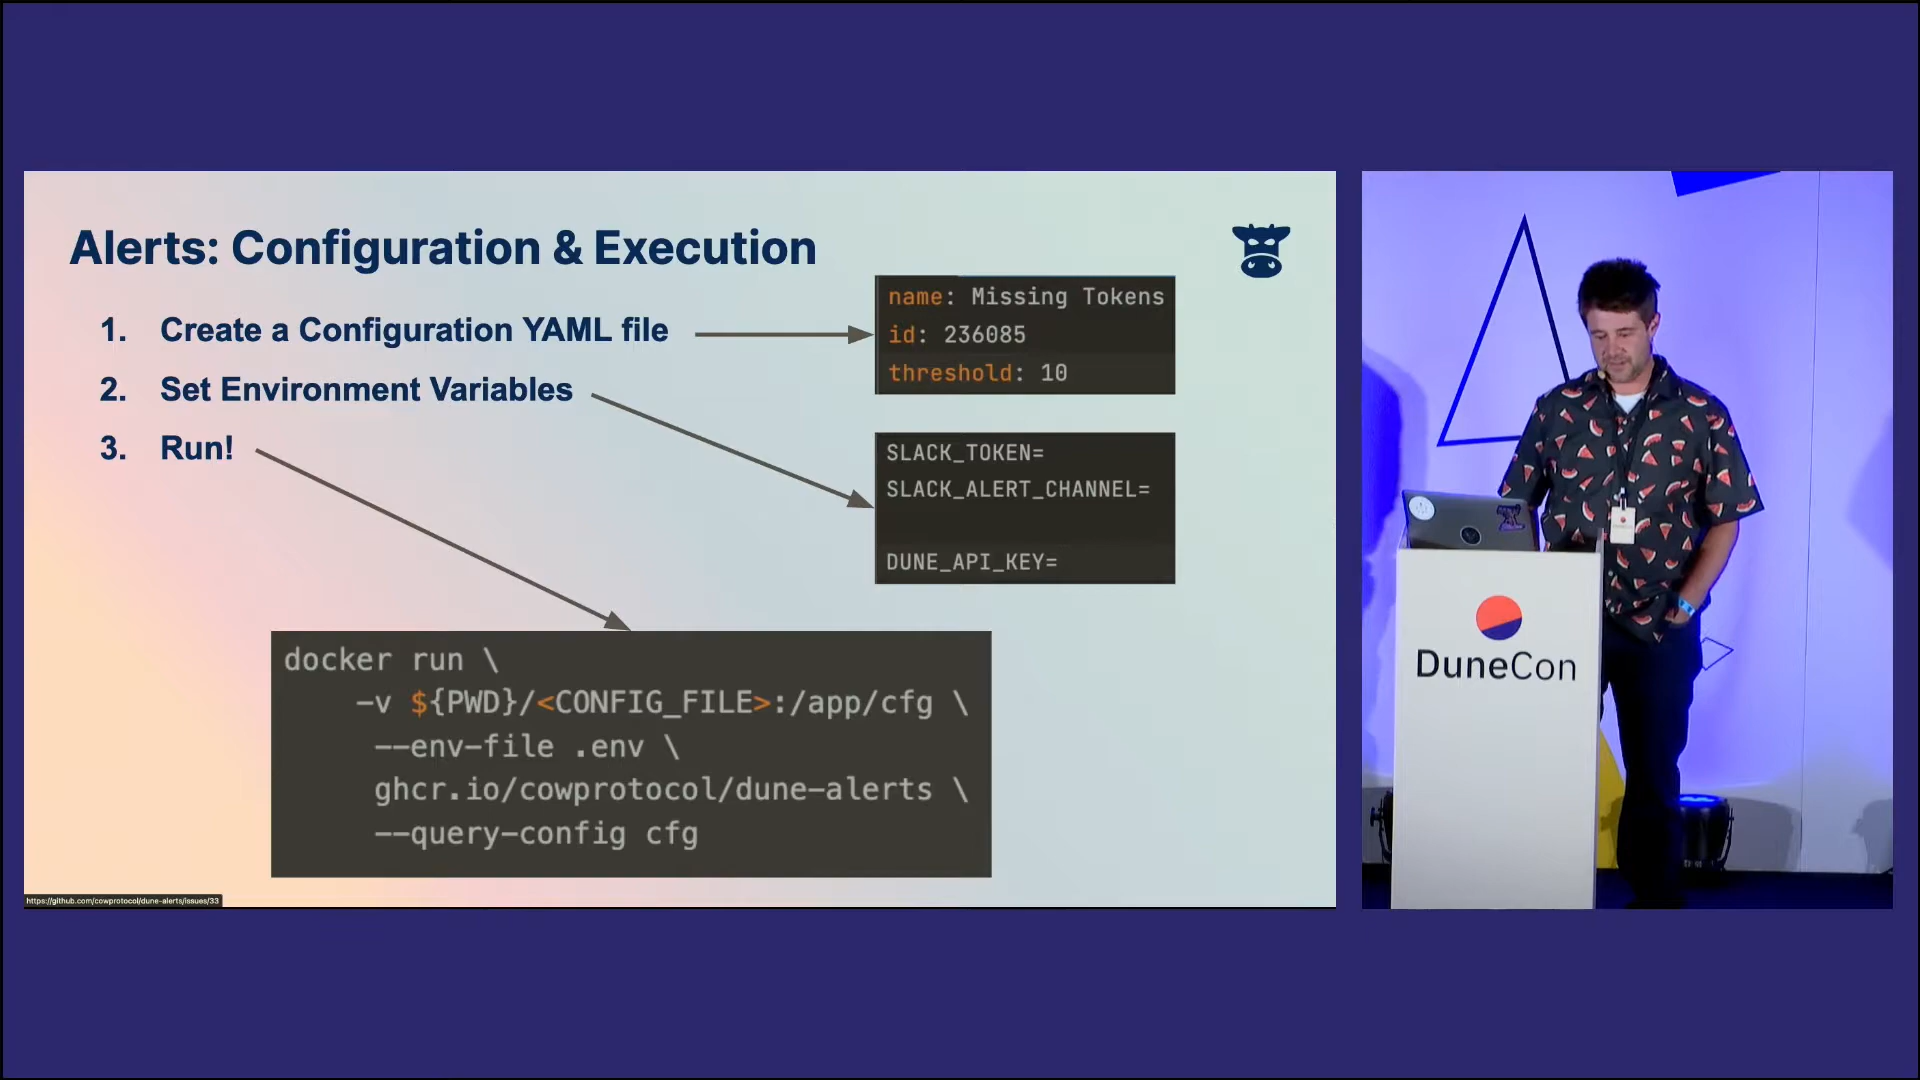 Alerts: Configuration & Execution
1. Create a Configuration YAML file
2. Set Environment Variables
3. Run!
name: Missing Tokens
id: 236085
threshold: 10
SLACK_TOKEN=
SLACK_ALERT_CHANNEL=
DUNE_API_KEY=
docker run \
-v ${PWD}/<CONFIG_FILE>:/app/cfg \
--env-file .env \
ghcr.io/cowprotocol/dune-alerts \
--query-config cfg
https://github.com/cowprotocol/dune-alerts/issues/33
DuneCon